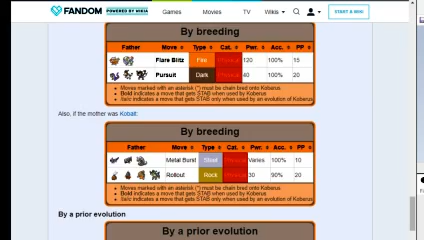 FANDOM POWERED BY WIKIA Games Movies TV Wikis START A WIKI
By breeding
Father Move Type Cat. Pwr. Acc. PP
Flare Blitz Fire Physical 120 100% 15
Pursuit Dark Physical 40 100% 20
Moves marked with an asterisk (*) must be chain bred onto Koberus
Bold indicates a move that gets STAB when used by Koberus
Italic indicates a move that gets STAB only when used by an evolution of Koberus
Also, if the mother was Kobalt:
By breeding
Father Move Type Cat. Pwr. Acc. PP
Metal Burst Steel Physical Varies 100% 10
Rollout Rock Physical 30 90% 20
Moves marked with an asterisk (*) must be chain bred onto Koberus
Bold indicates a move that gets STAB when used by Koberus
Italic indicates a move that gets STAB only when used by an evolution of Koberus
By a prior evolution
By a prior evolution